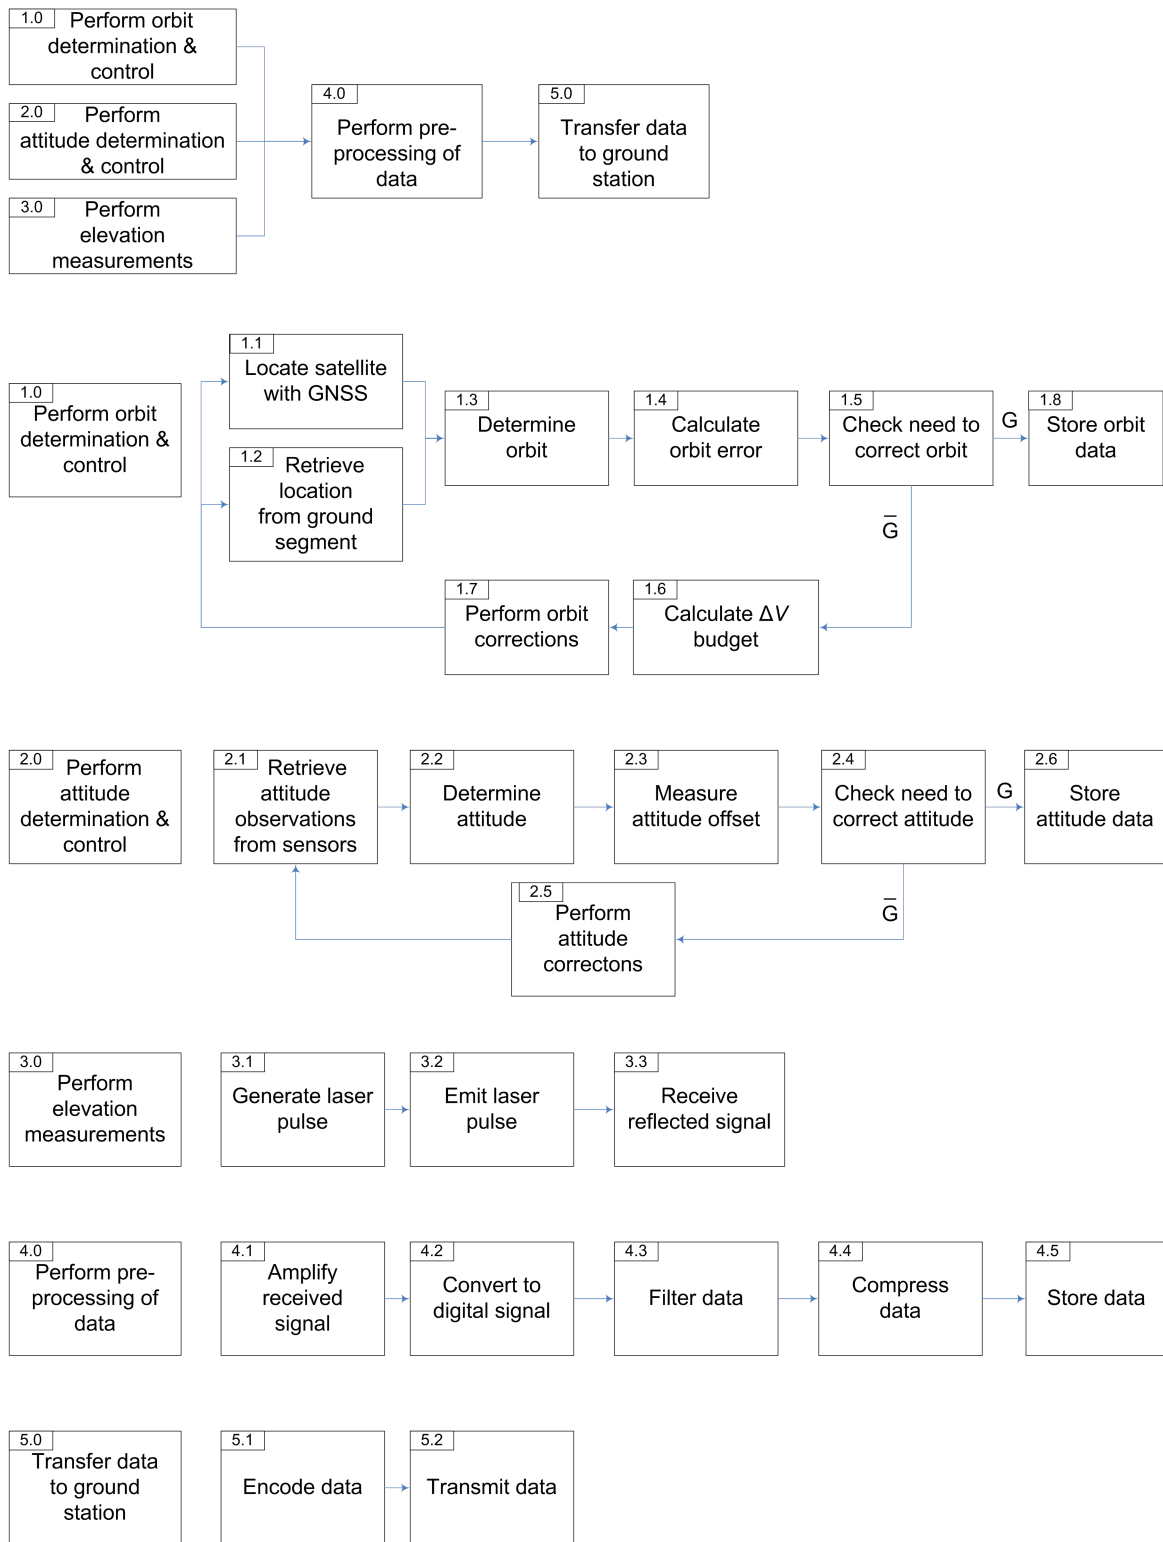 1.0 Perform orbit
determination &
control
2.0 Perform
attitude determination
& control
3.0 Perform
elevation
measurements
4.0
Perform pre-
processing of
data
5.0
Transfer data
to ground
station
1.0
Perform orbit
determination &
control
1.1
Locate satellite
with GNSS
1.2 Retrieve
location
from ground
segment
1.3
Determine
orbit
1.4
Calculate
orbit error
1.5
Check need to
correct orbit
G
1.8
Store orbit
data
G̅
1.7
Perform orbit
corrections
1.6
Calculate ΔV
budget
2.0 Perform
attitude
determination &
control
2.1 Retrieve
attitude
observations
from sensors
2.2
Determine
attitude
2.3
Measure
attitude offset
2.4
Check need to
correct attitude
G
2.6
Store
attitude data
G̅
2.5
Perform
attitude
correctons
3.0
Perform
elevation
measurements
3.1
Generate laser
pulse
3.2
Emit laser
pulse
3.3
Receive
reflected signal
4.0
Perform pre-
processing of
data
4.1
Amplify
received
signal
4.2
Convert to
digital signal
4.3
Filter data
4.4
Compress
data
4.5
Store data
5.0
Transfer data
to ground
station
5.1
Encode data
5.2
Transmit data